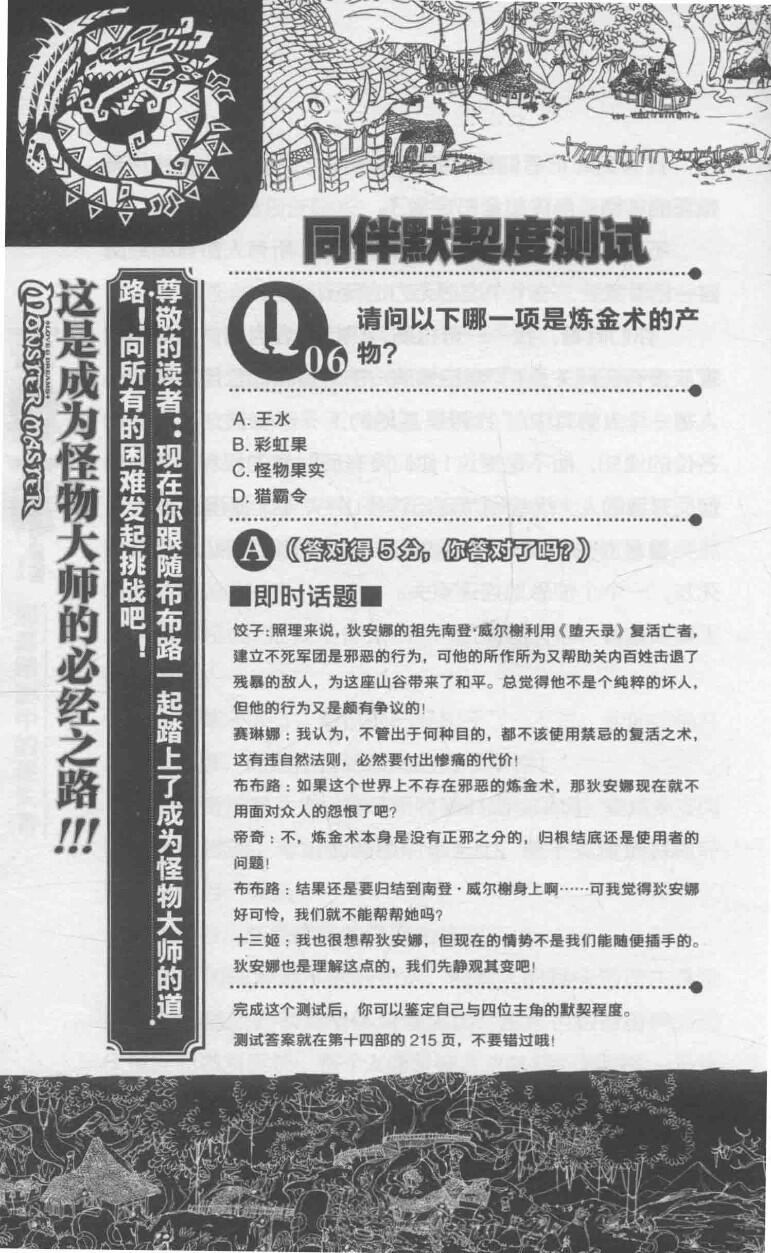 同伴默契度测试
Q
06
请问以下哪一项是炼金术的产
物?
A. 王水
B. 彩虹果
C. 怪物果实
D. 猎霸令
A (答对得5分，你答对了吗?)
■即时话题■
饺子:照理来说，狄安娜的祖先南登·威尔榭利用《堕天录》复活亡者，
建立不死军团是邪恶的行为，可他的所作所为又帮助关内百姓击退了
残暴的敌人，为这座山谷带来了和平。总觉得他不是个纯粹的坏人，
但他的行为又是颇有争议的!
赛琳娜:我认为，不管出于何种目的，都不该使用禁忌的复活之术，
这有违自然法则，必然要付出惨痛的代价!
布布路:如果这个世界上不存在邪恶的炼金术，那狄安娜现在就不
用面对众人的怨恨了吧?
帝奇:不，炼金术本身是没有正邪之分的，归根结底还是使用者的
问题!
布布路:结果还是要归结到南登·威尔榭身上啊……可我觉得狄安娜
好可怜，我们就不能帮帮她吗?
十三姬:我也很想帮狄安娜，但现在的情势不是我们能随便插手的。
狄安娜也是理解这点的，我们先静观其变吧!
完成这个测试后，你可以鉴定自己与四位主角的默契程度。
测试答案就在第十四部的215页，不要错过哦!
尊敬的读者:现在你跟随布布路一起踏上了成为怪物大师的道
路!向所有的困难发起挑战吧!
这是成为怪物大师的必经之路!!!
LOVE & DREAMS
MONSTER MASTER